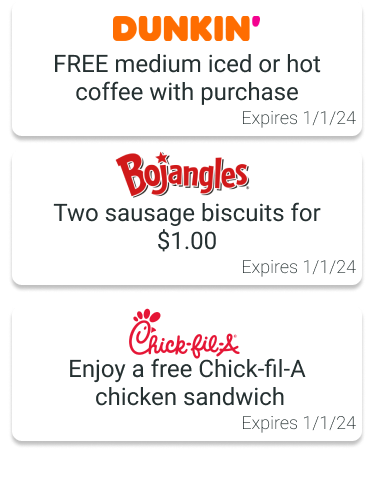 DUNKIN'
FREE medium iced or hot
coffee with purchase
Expires 1/1/24
Bojangles
Two sausage biscuits for
$1.00
Expires 1/1/24
Chick-fil-A
Enjoy a free Chick-fil-A
chicken sandwich
Expires 1/1/24